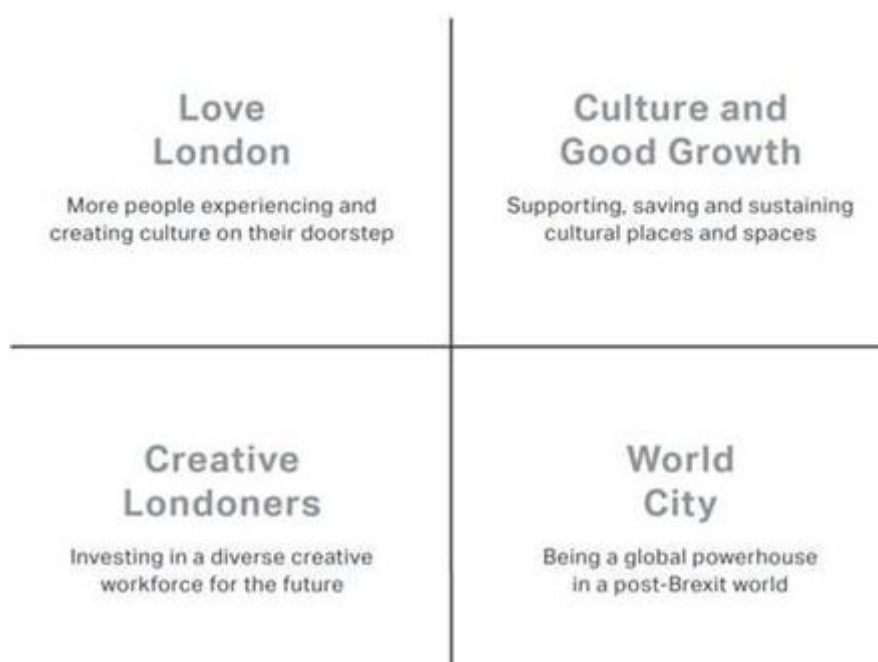 Love
London
More people experiencing and
creating culture on their doorstep
Culture and
Good Growth
Supporting, saving and sustaining
cultural places and spaces
Creative
Londoners
Investing in a diverse creative
workforce for the future
World
City
Being a global powerhouse
in a post-Brexit world